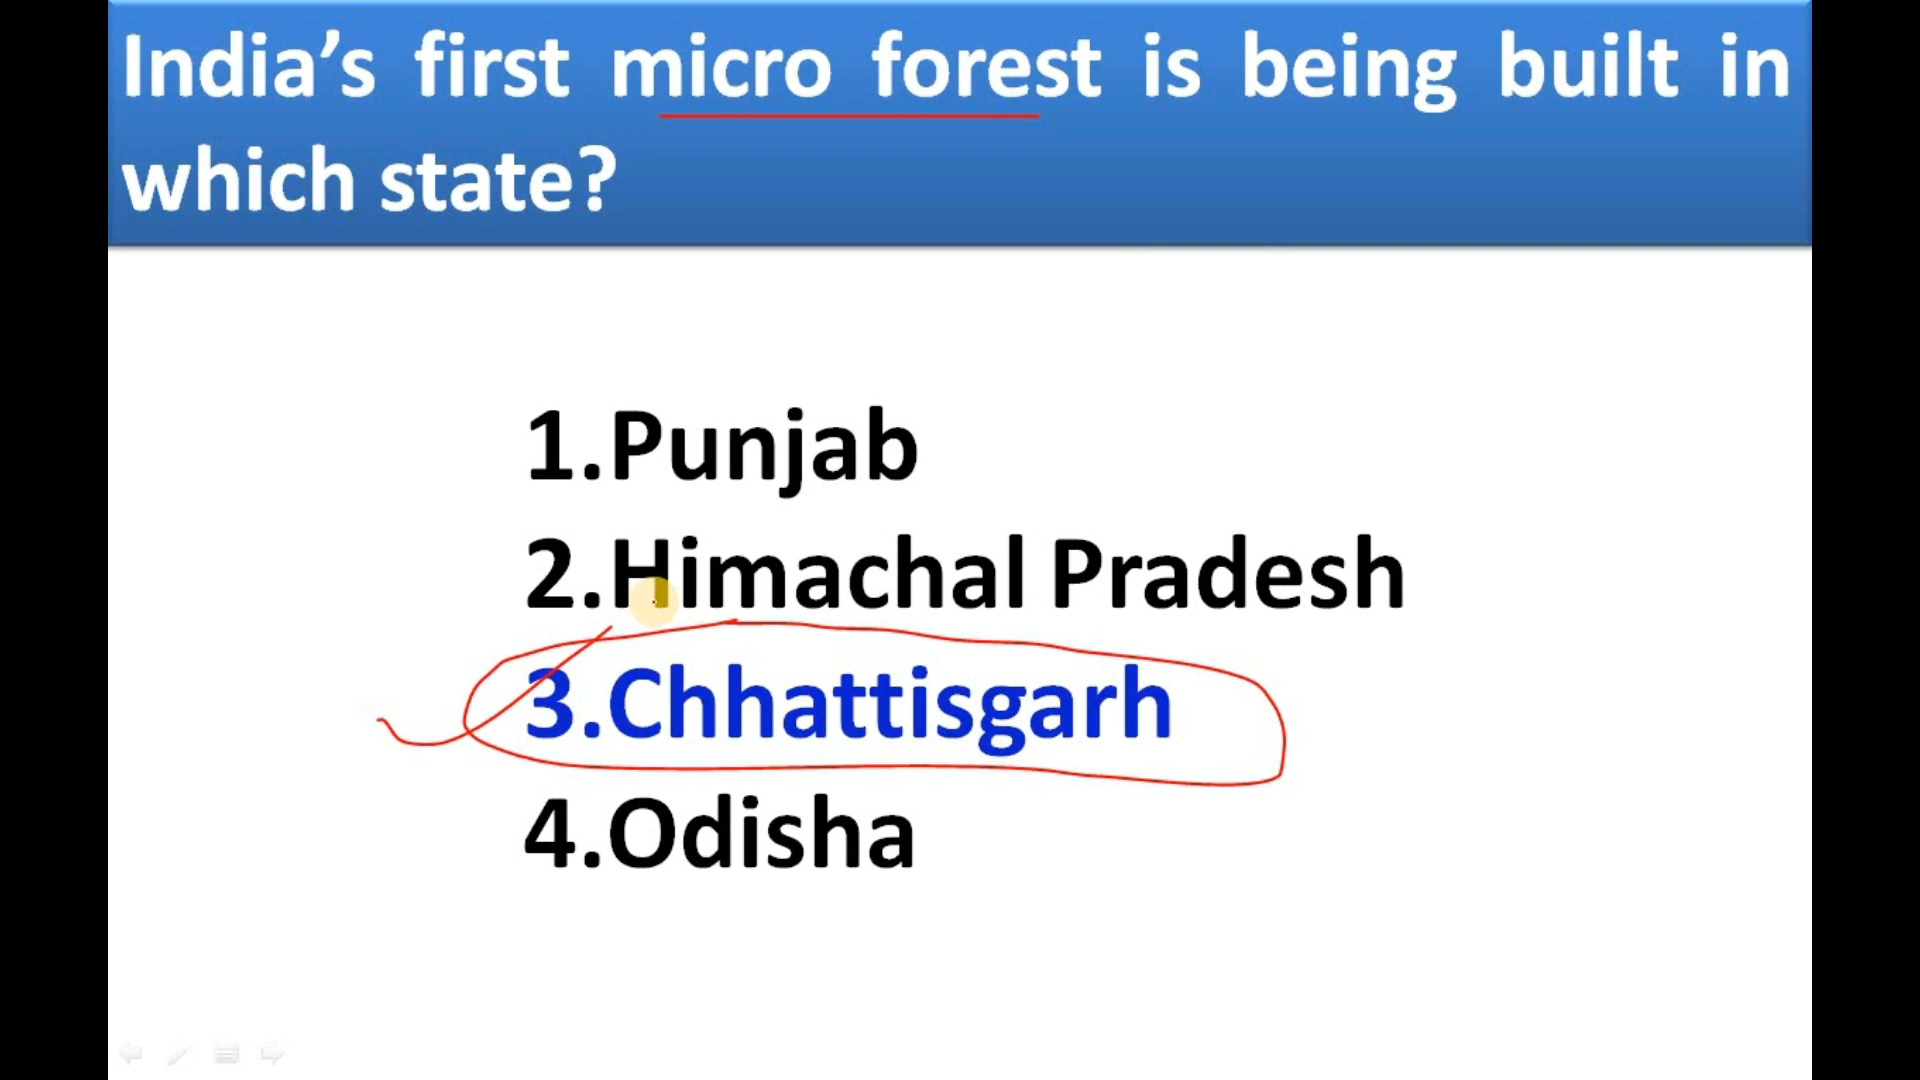 India’s first micro forest is being built in
which state?
1.Punjab
2.Himachal Pradesh
3.Chhattisgarh
4.Odisha